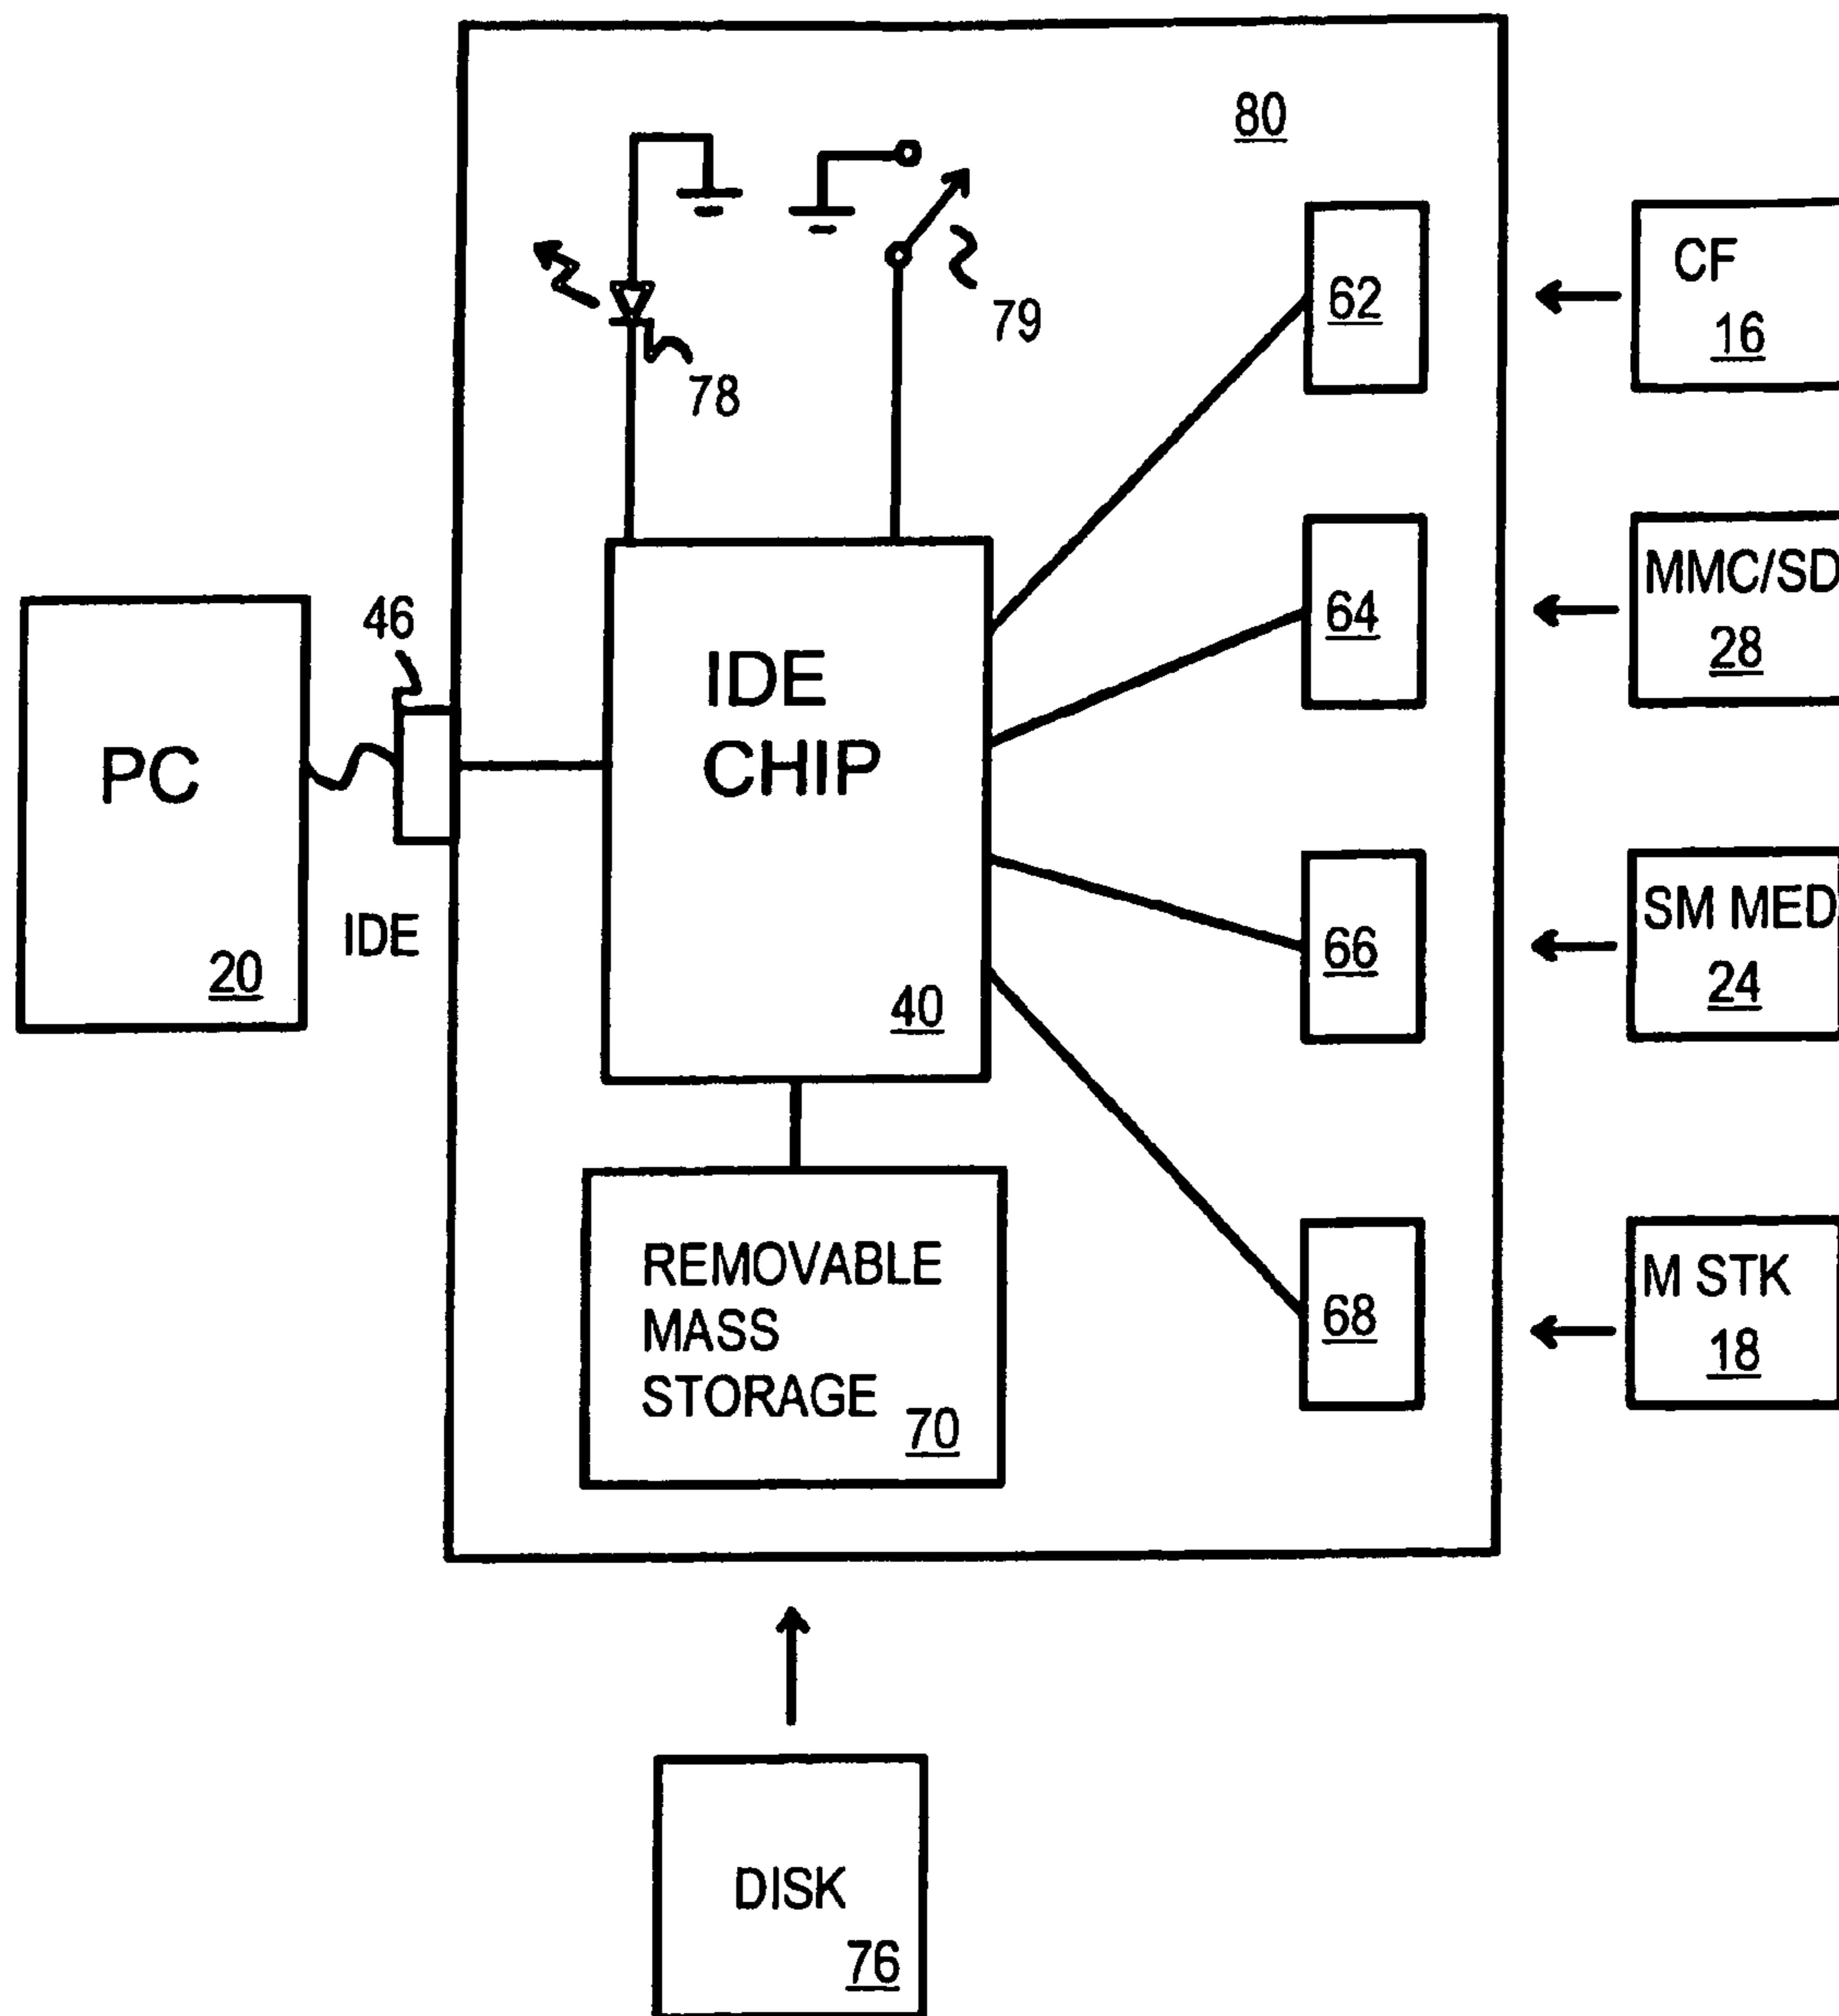 80
62
CF
16
79
78
64
MMC/SD
28
46
IDE
CHIP
40
PC
20
IDE
66
SM MED
24
68
M STK
18
REMOVABLE
MASS
STORAGE
70
DISK
76